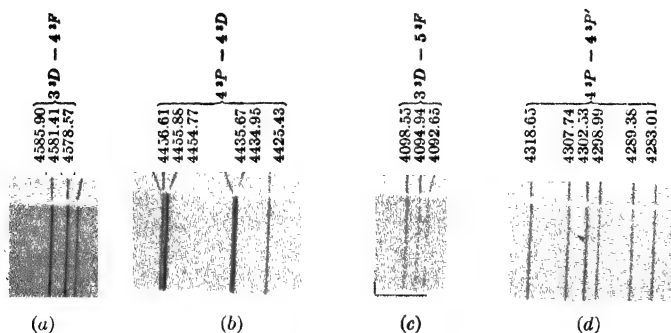 3 ³D – 4 ³F
4585.90
4581.41
4578.57
(a)
4 ³P – 4 ³D
4456.61
4455.88
4454.77
4435.67
4434.95
4425.43
(b)
3 ³D – 5 ³F
4098.53
4094.94
4092.65
(c)
4 ³P – 4 ³P′
4318.65
4307.74
4302.53
4298.99
4289.38
4283.01
(d)